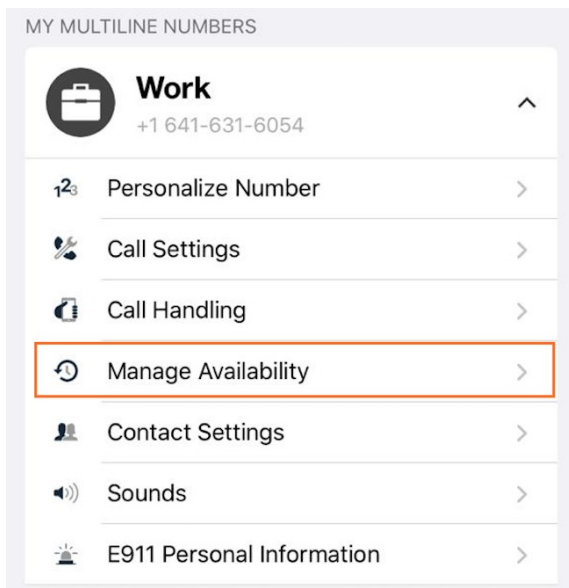 MY MULTILINE NUMBERS
Work
+1 641-631-6054
123 Personalize Number
Call Settings
Call Handling
Manage Availability
Contact Settings
Sounds
E911 Personal Information